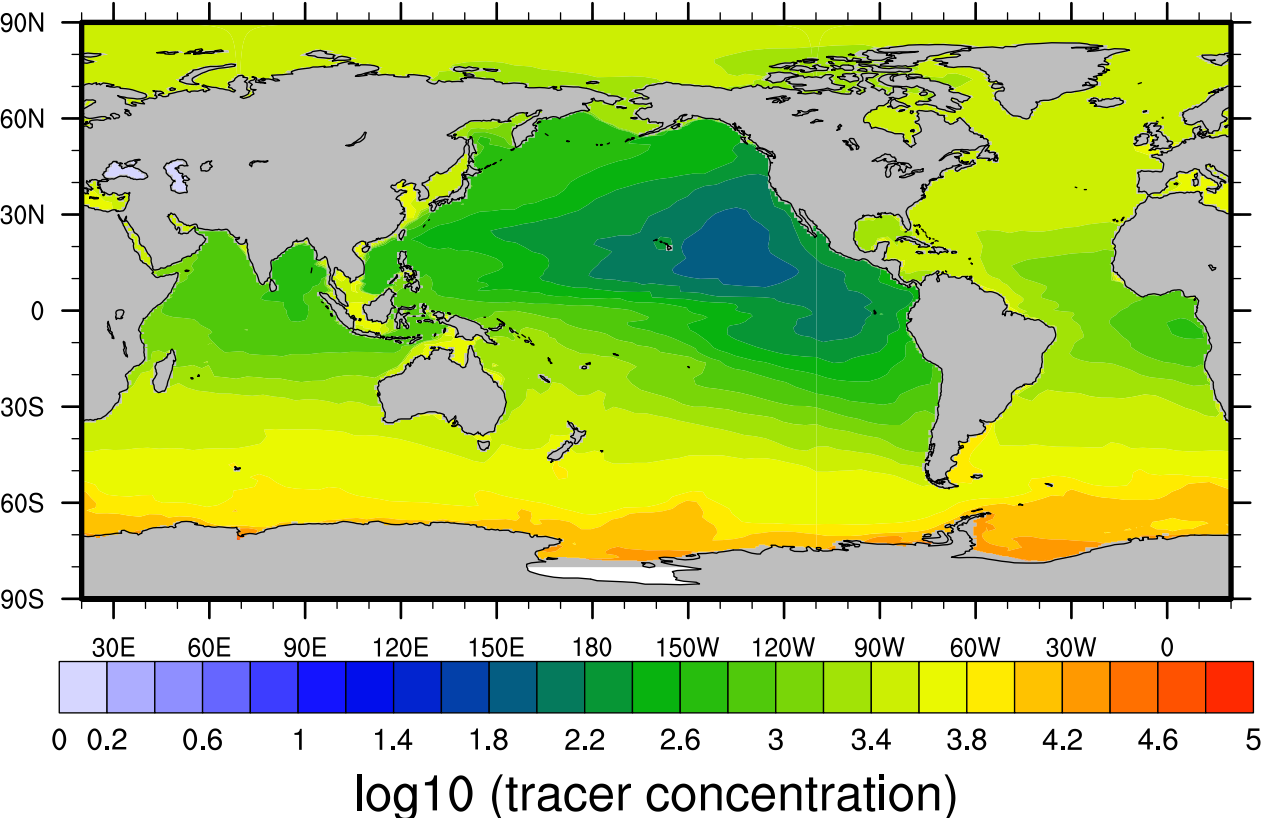 90N
60N
30N
0
30S
60S
90S
30E 60E 90E 120E 150E 180 150W 120W 90W 60W 30W 0
0 0.2 0.6 1 1.4 1.8 2.2 2.6 3 3.4 3.8 4.2 4.6 5
log10 (tracer concentration)